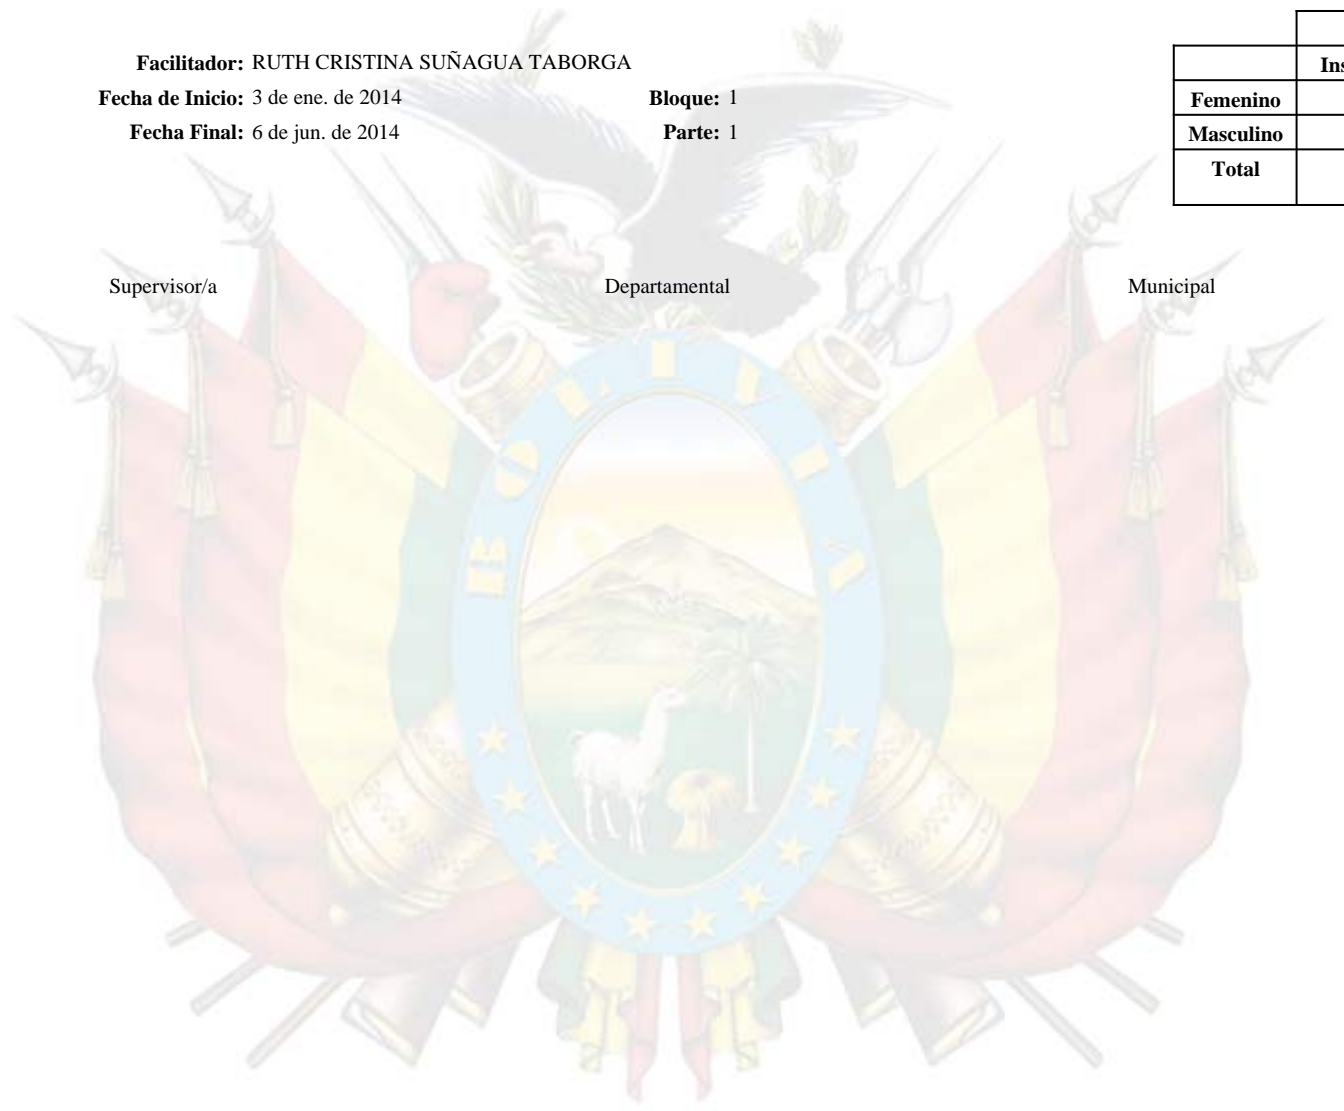 Facilitador: RUTH CRISTINA SUÑAGUA TABORGA
Fecha de Inicio: 3 de ene. de 2014 Bloque: 1
Fecha Final: 6 de jun. de 2014 Parte: 1
Femenino
Masculino
Total
Supervisor/a Departamental Municipal
BOLIVIA